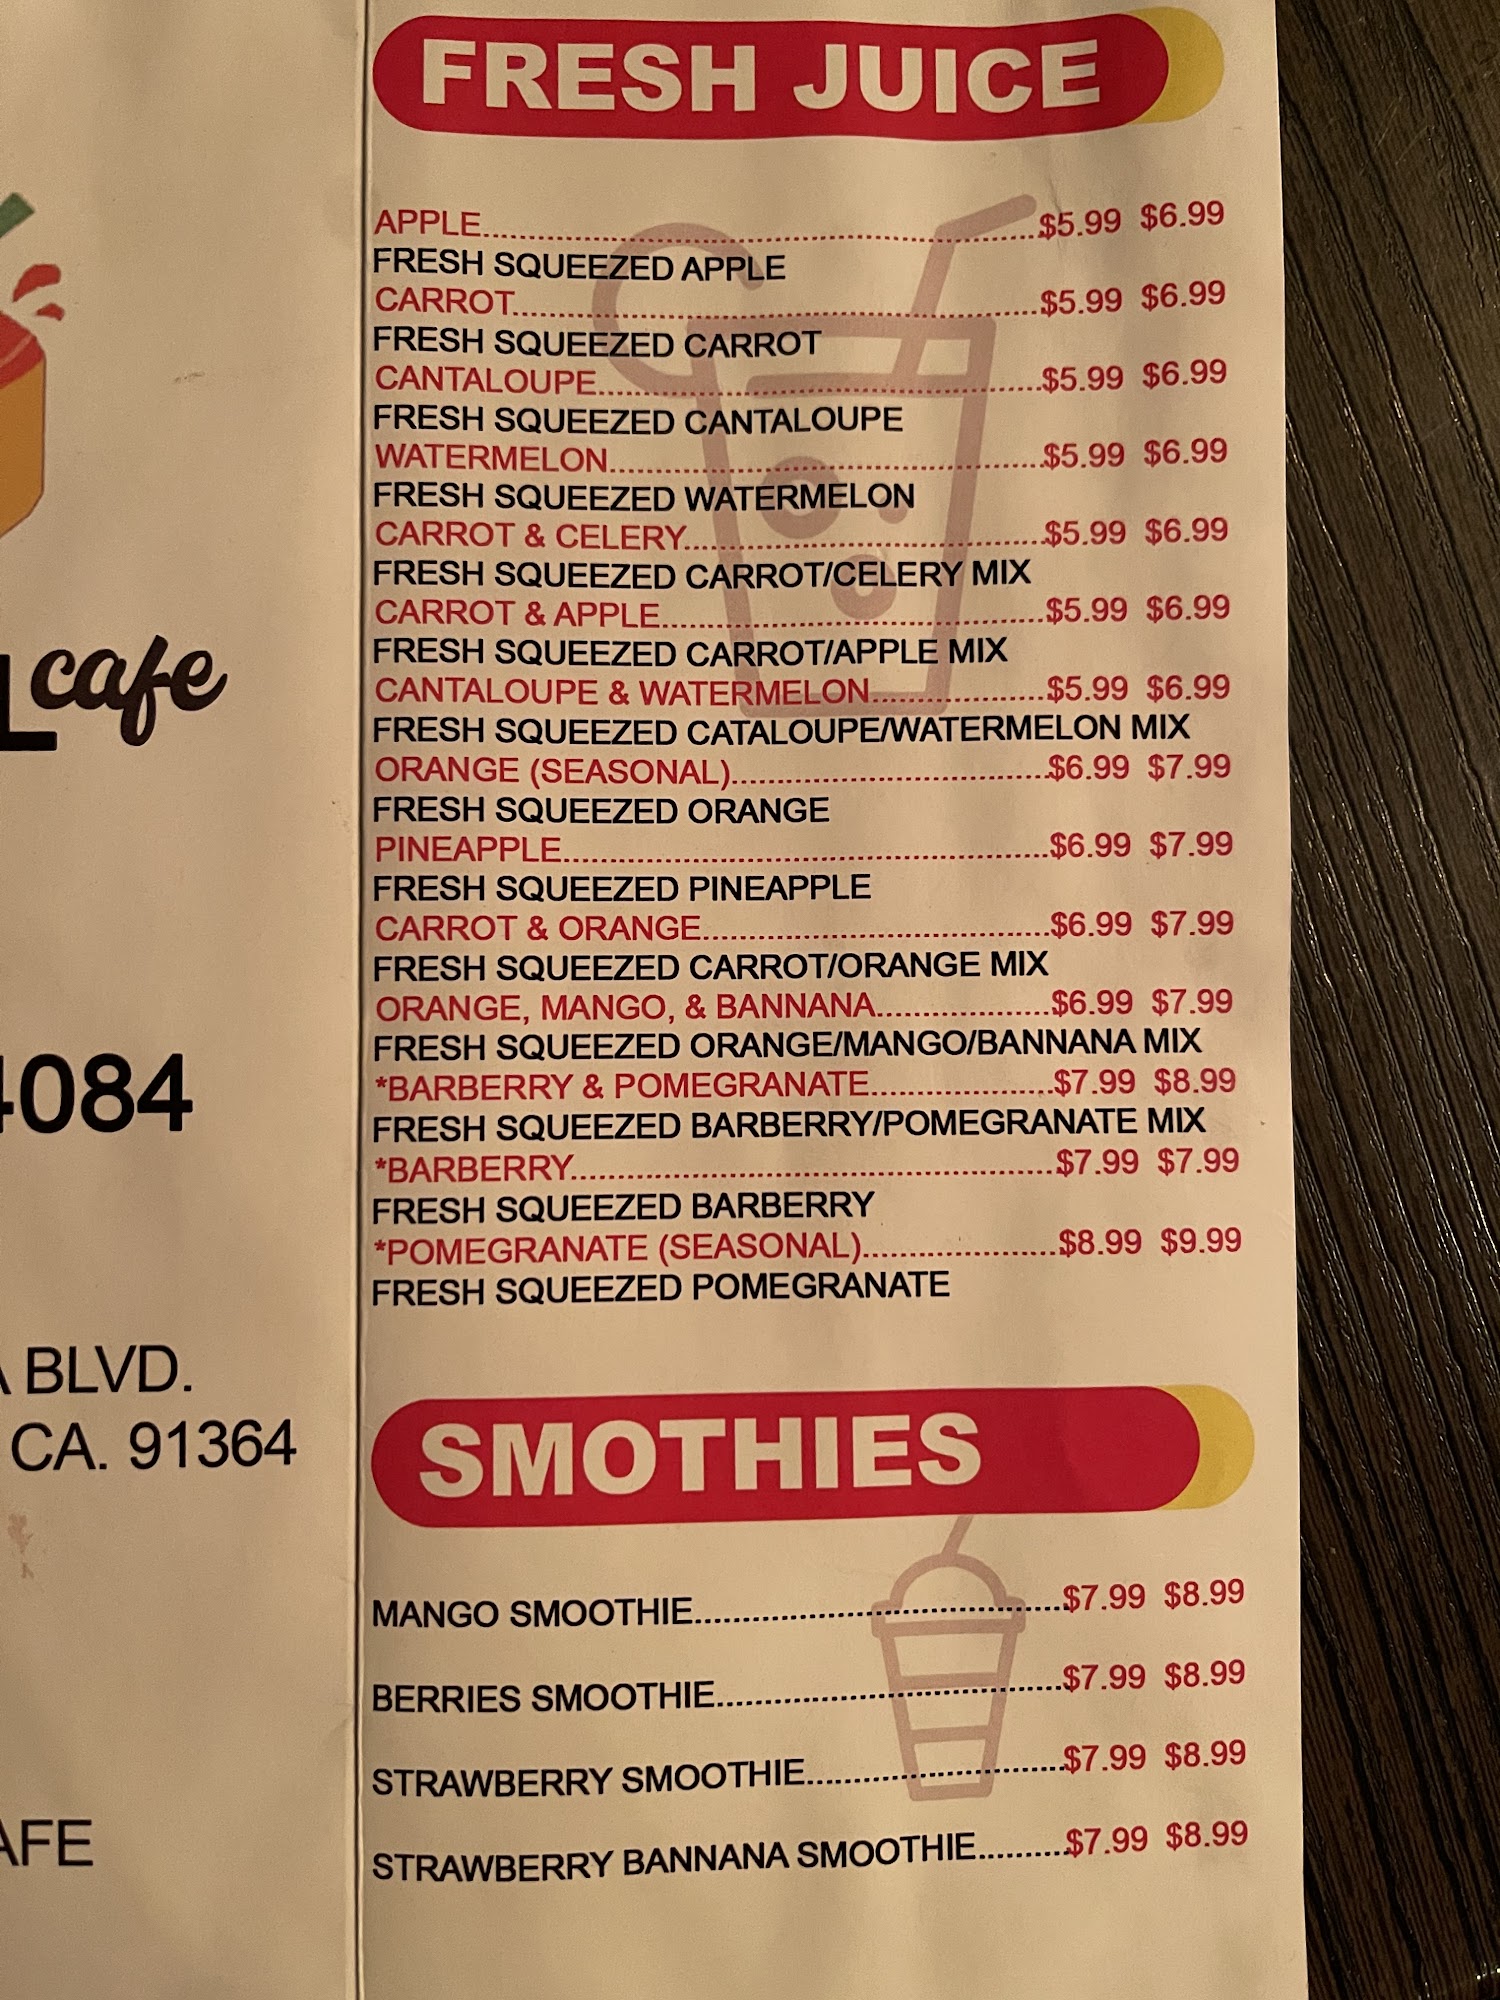 cafe
4084
BLVD.
CA. 91364
AFE
FRESH JUICE
APPLE..........$5.99 $6.99
FRESH SQUEEZED APPLE
CARROT..........$5.99 $6.99
FRESH SQUEEZED CARROT
CANTALOUPE..........$5.99 $6.99
FRESH SQUEEZED CANTALOUPE
WATERMELON..........$5.99 $6.99
FRESH SQUEEZED WATERMELON
CARROT & CELERY..........$5.99 $6.99
FRESH SQUEEZED CARROT/CELERY MIX
CARROT & APPLE..........$5.99 $6.99
FRESH SQUEEZED CARROT/APPLE MIX
CANTALOUPE & WATERMELON..........$5.99 $6.99
FRESH SQUEEZED CATALOUPE/WATERMELON MIX
ORANGE (SEASONAL)..........$6.99 $7.99
FRESH SQUEEZED ORANGE
PINEAPPLE..........$6.99 $7.99
FRESH SQUEEZED PINEAPPLE
CARROT & ORANGE..........$6.99 $7.99
FRESH SQUEEZED CARROT/ORANGE MIX
ORANGE, MANGO, & BANNANA..........$6.99 $7.99
FRESH SQUEEZED ORANGE/MANGO/BANNANA MIX
*BARBERRY & POMEGRANATE..........$7.99 $8.99
FRESH SQUEEZED BARBERRY/POMEGRANATE MIX
*BARBERRY..........$7.99 $7.99
FRESH SQUEEZED BARBERRY
*POMEGRANATE (SEASONAL)..........$8.99 $9.99
FRESH SQUEEZED POMEGRANATE
SMOTHIES
MANGO SMOOTHIE..........$7.99 $8.99
BERRIES SMOOTHIE..........$7.99 $8.99
STRAWBERRY SMOOTHIE..........$7.99 $8.99
STRAWBERRY BANNANA SMOOTHIE..........$7.99 $8.99